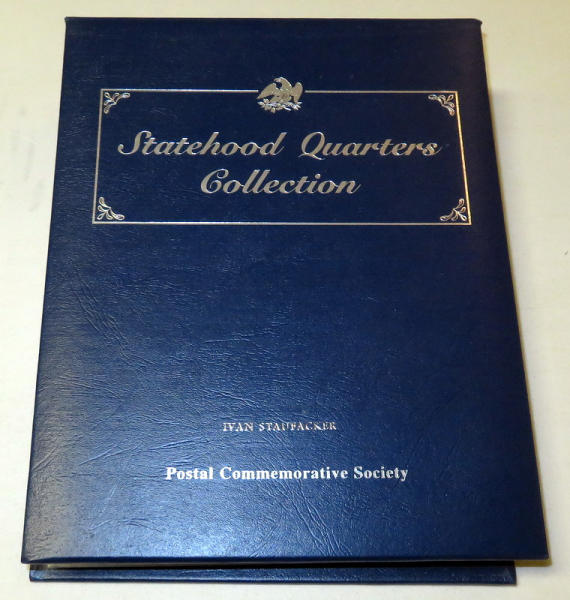 Statehood Quarters
Collection
IVAN STAUFACKER
Postal Commemorative Society